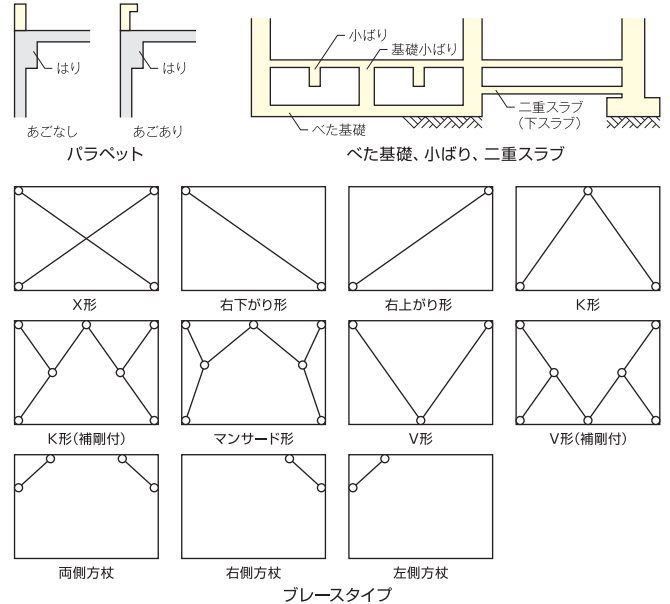 はり
はり
あごなし
あごあり
パラペット
小ばり
基礎小ばり
二重スラブ
（下スラブ）
べた基礎
べた基礎、小ばり、二重スラブ
X形
右下がり形
右上がり形
K形
K形（補剛付）
マンサード形
V形
V形（補剛付）
両側方杖
右側方杖
左側方杖
ブレースタイプ